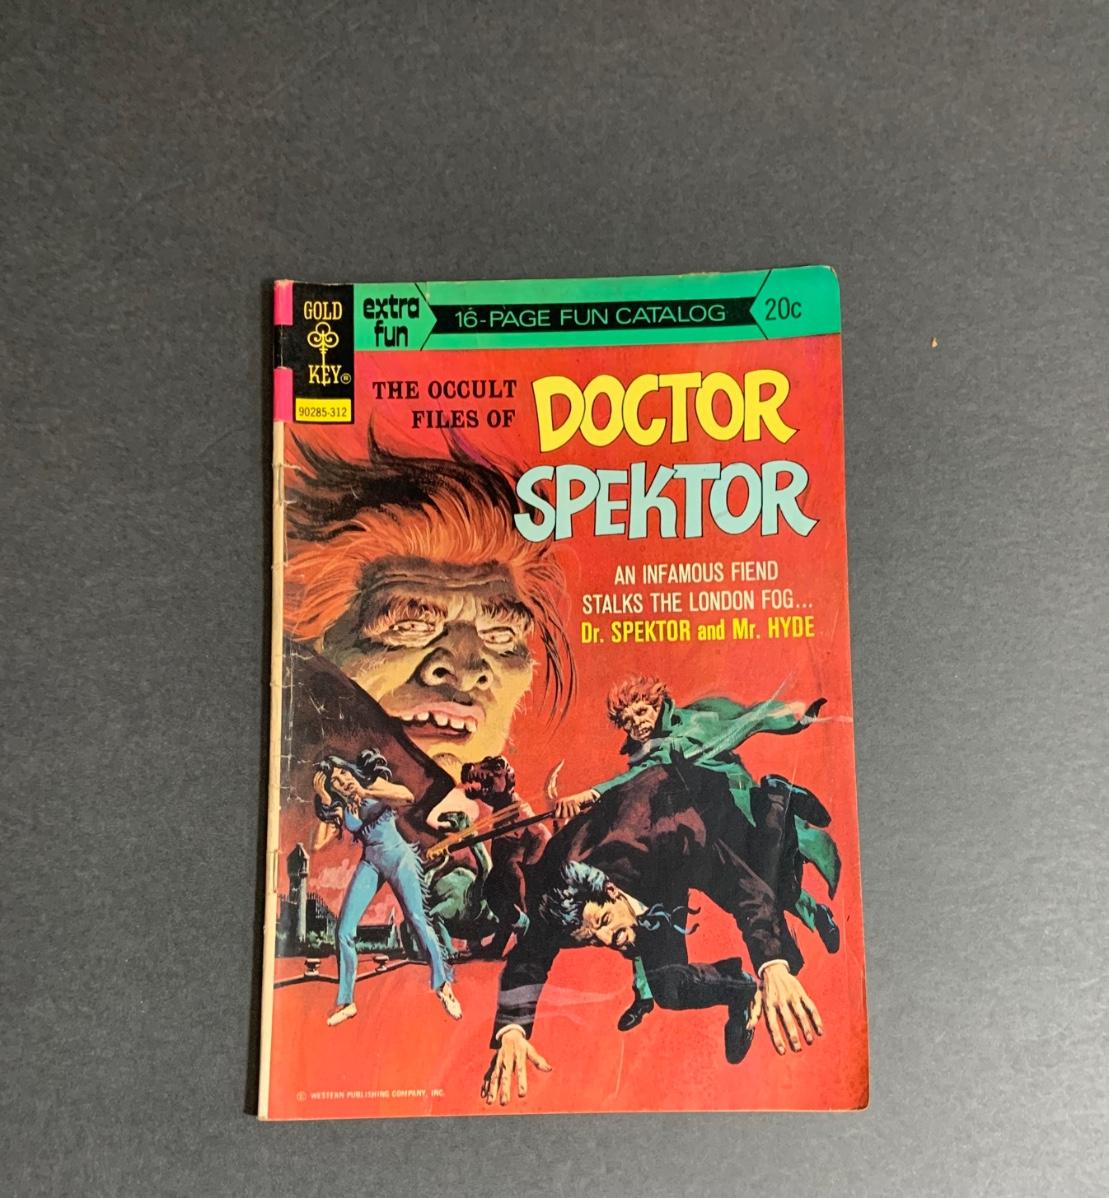 GOLD
KEY®
extra
fun
16-PAGE FUN CATALOG
20c
90285-312
THE OCCULT
FILES OF
DOCTOR
SPEKTOR
AN INFAMOUS FIEND
STALKS THE LONDON FOG...
Dr. SPEKTOR and Mr. HYDE
© WESTERN PUBLISHING COMPANY, INC.